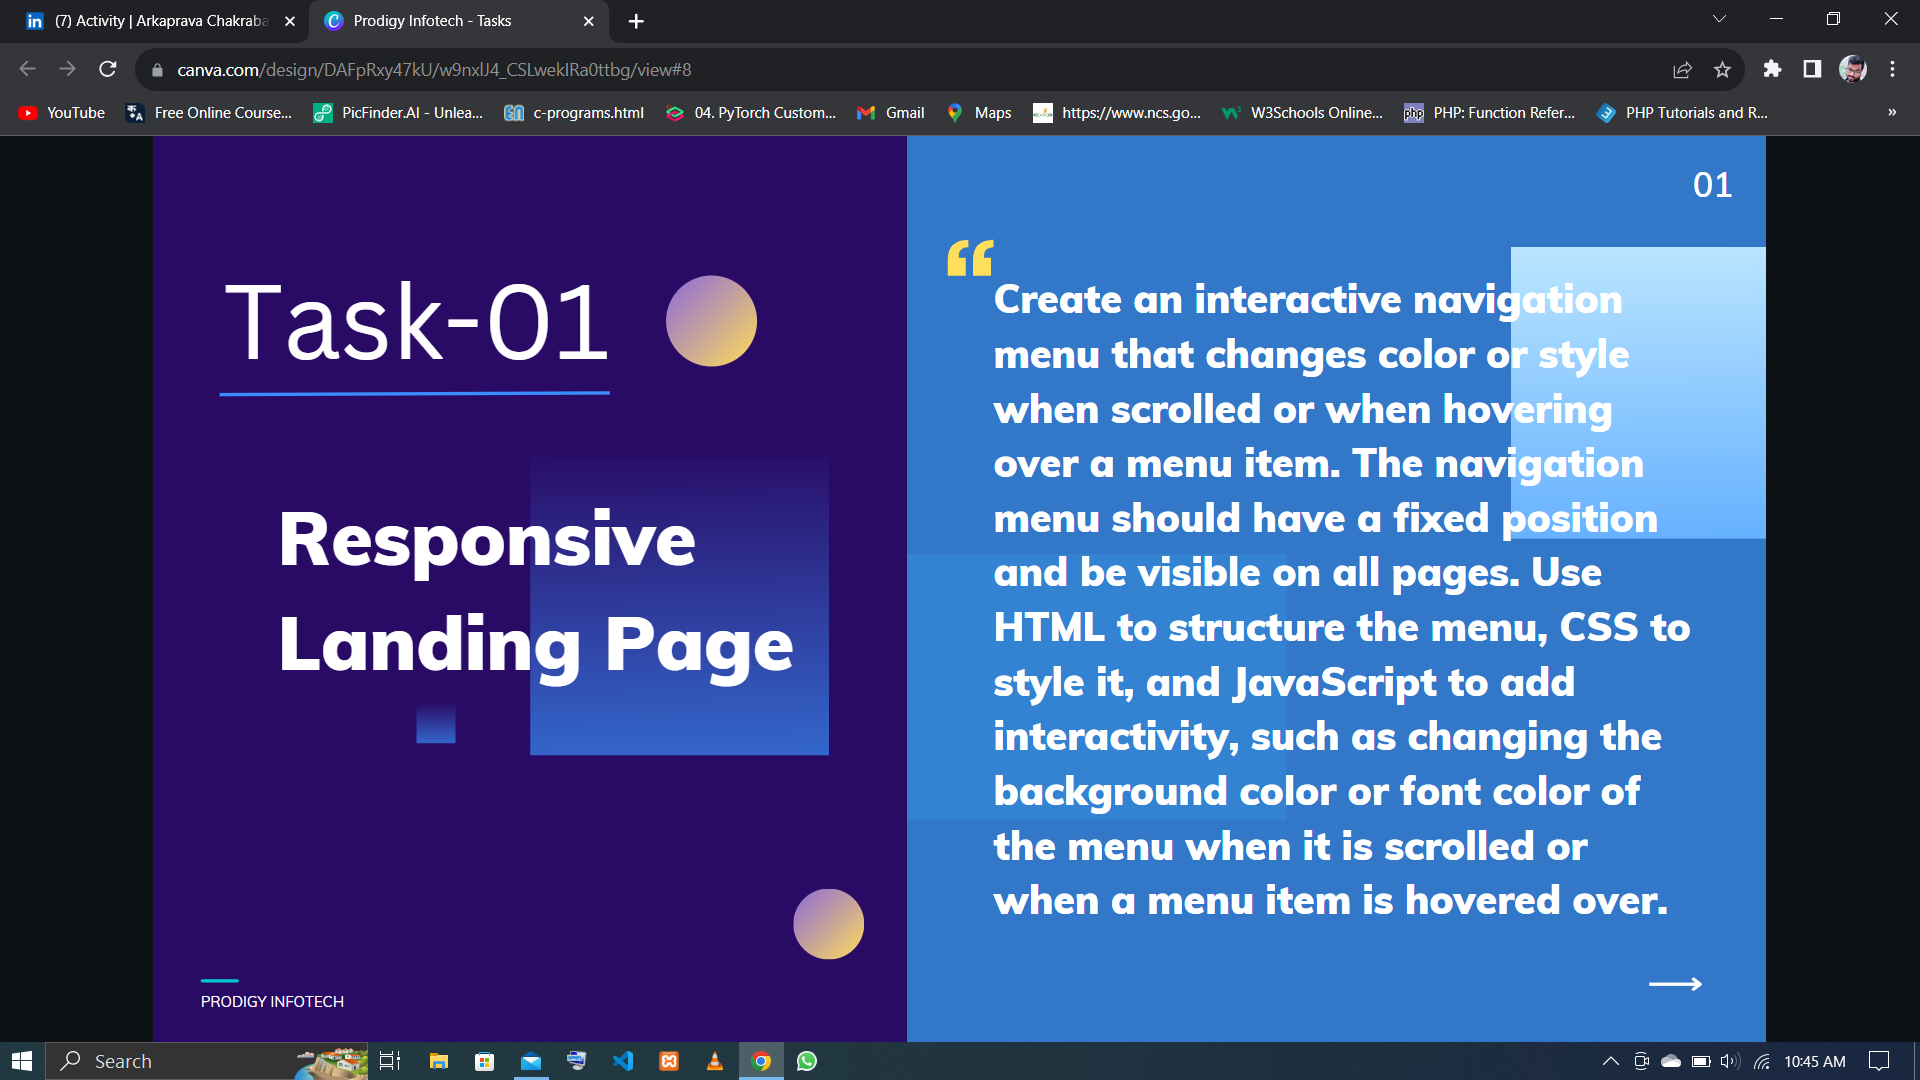 (7) Activity | Arkaprava Chakraba
Prodigy Infotech - Tasks
canva.com/design/DAFpRxy47kU/w9nxlJ4_CSLweklRa0ttbg/view#8
YouTube
Free Online Course...
PicFinder.AI - Unlea...
c-programs.html
04. PyTorch Custom...
Gmail
Maps
https://www.ncs.go...
W3Schools Online...
PHP: Function Refer...
PHP Tutorials and R...
»
Task-01
Responsive
Landing Page
PRODIGY INFOTECH
01
“
Create an interactive navigation
menu that changes color or style
when scrolled or when hovering
over a menu item. The navigation
menu should have a fixed position
and be visible on all pages. Use
HTML to structure the menu, CSS to
style it, and JavaScript to add
interactivity, such as changing the
background color or font color of
the menu when it is scrolled or
when a menu item is hovered over.
Search
10:45 AM